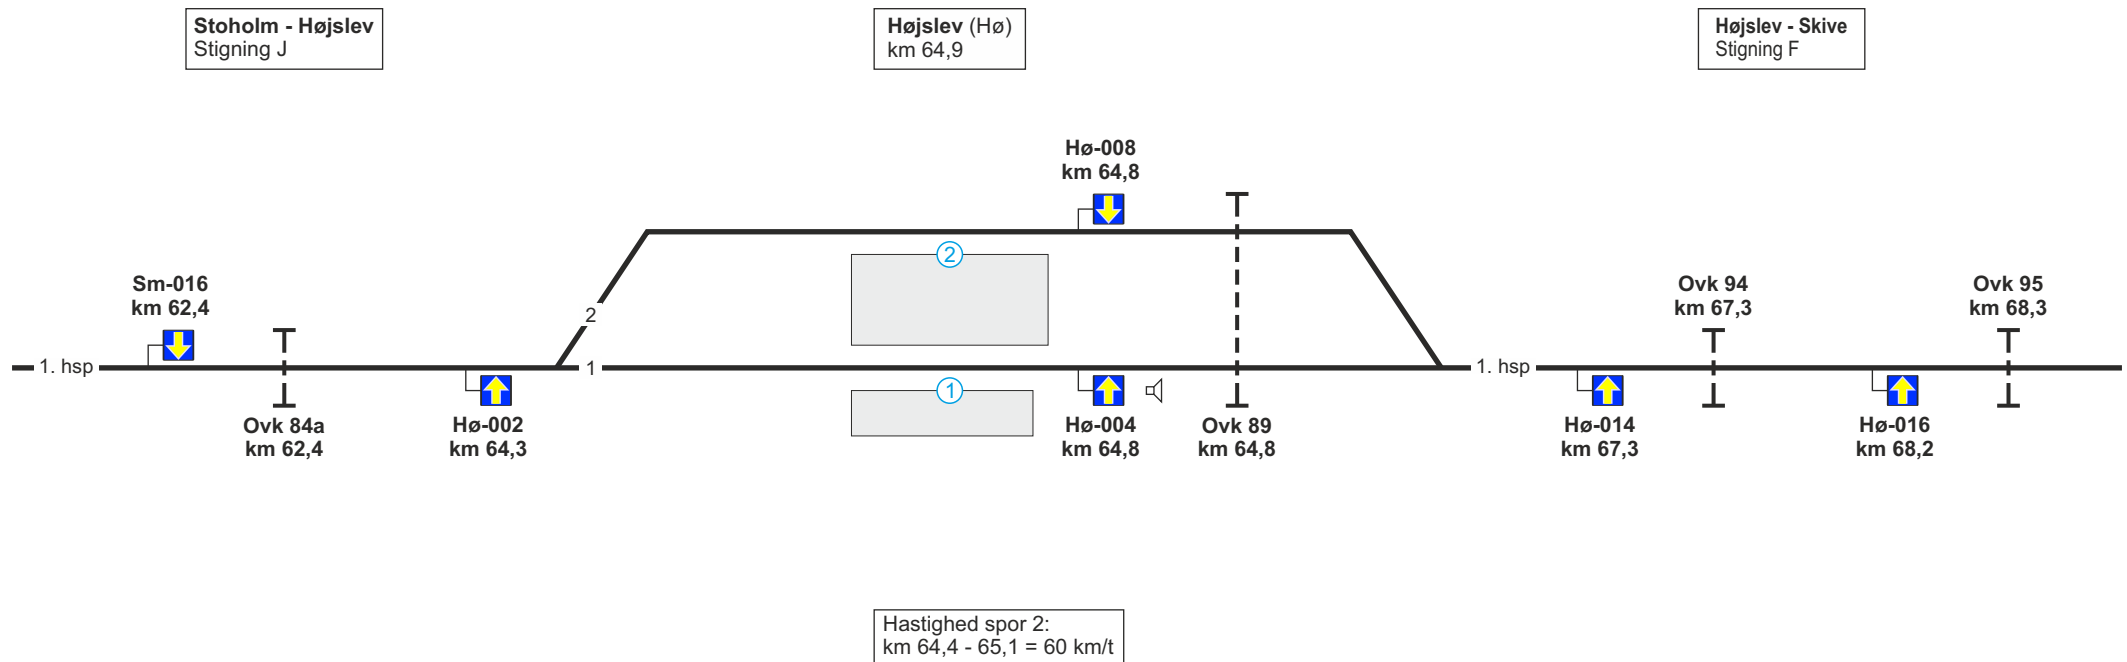 Stoholm - Højslev
Stigning J
Højslev (Hø)
km 64,9
Højslev - Skive
Stigning F
Hø-008
km 64,8
2
Sm-016
km 62,4
Ovk 94
km 67,3
Ovk 95
km 68,3
2
1. hsp
1
1. hsp
1
Ovk 84a
km 62,4
Hø-002
km 64,3
Hø-004
km 64,8
Ovk 89
km 64,8
Hø-014
km 67,3
Hø-016
km 68,2
Hastighed spor 2:
km 64,4 - 65,1 = 60 km/t